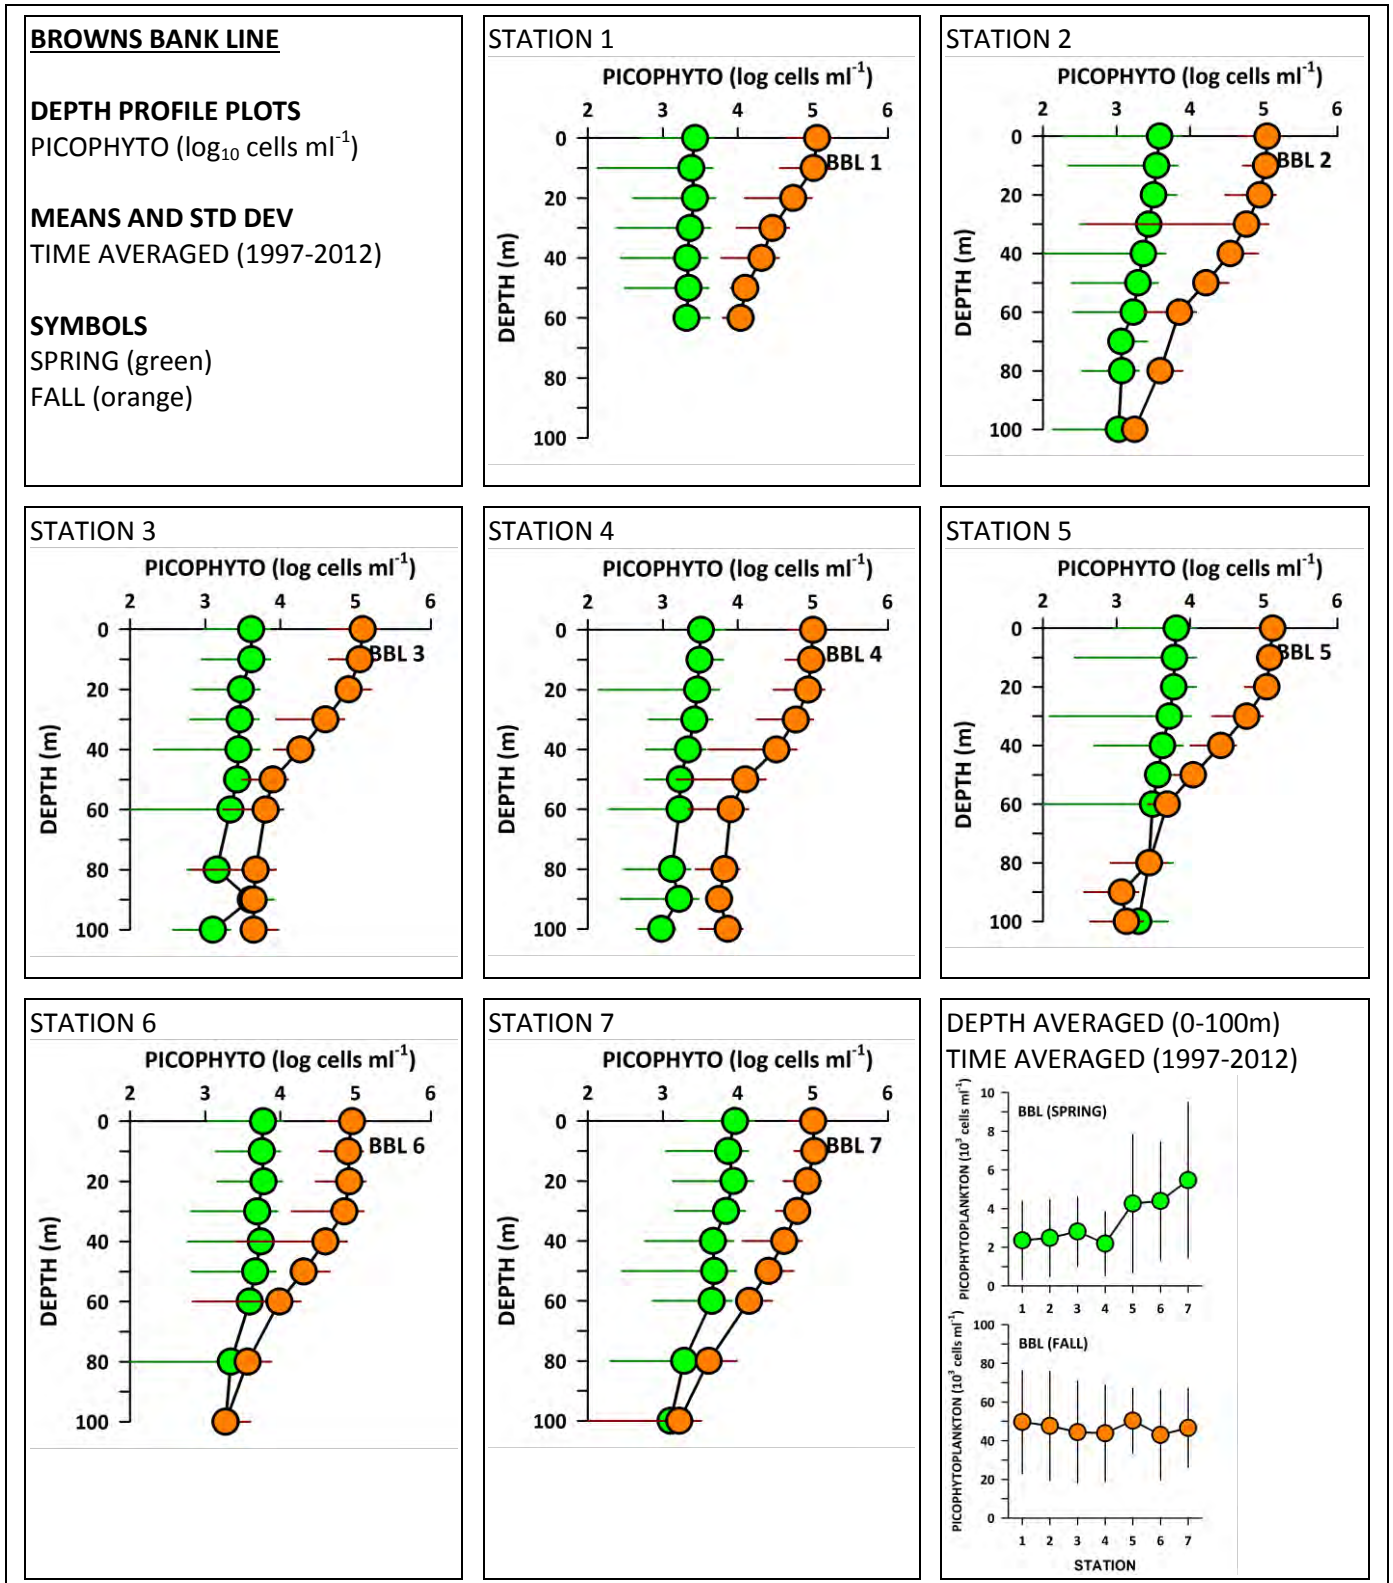 BROWNS BANK LINE
DEPTH PROFILE PLOTS
PICOPHYTO (log₁₀ cells ml⁻¹)
MEANS AND STD DEV
TIME AVERAGED (1997-2012)
SYMBOLS
SPRING (green)
FALL (orange)
STATION 1
PICOPHYTO (log cells ml⁻¹)
2 3 4 5 6
0
BBL 1
20
40
60
80
100
DEPTH (m)
STATION 2
PICOPHYTO (log cells ml⁻¹)
2 3 4 5 6
0
BBL 2
20
40
60
80
100
DEPTH (m)
STATION 3
PICOPHYTO (log cells ml⁻¹)
2 3 4 5 6
0
BBL 3
20
40
60
80
100
DEPTH (m)
STATION 4
PICOPHYTO (log cells ml⁻¹)
2 3 4 5 6
0
BBL 4
20
40
60
80
100
DEPTH (m)
STATION 5
PICOPHYTO (log cells ml⁻¹)
2 3 4 5 6
0
BBL 5
20
40
60
80
100
DEPTH (m)
STATION 6
PICOPHYTO (log cells ml⁻¹)
2 3 4 5 6
0
BBL 6
20
40
60
80
100
DEPTH (m)
STATION 7
PICOPHYTO (log cells ml⁻¹)
2 3 4 5 6
0
BBL 7
20
40
60
80
100
DEPTH (m)
DEPTH AVERAGED (0-100m)
TIME AVERAGED (1997-2012)
PICOPHYTOPLANKTON (10³ cells ml⁻¹)
10
BBL (SPRING)
8
6
4
2
0
1 2 3 4 5 6 7
PICOPHYTOPLANKTON (10³ cells ml⁻¹)
100
BBL (FALL)
80
60
40
20
0
1 2 3 4 5 6 7
STATION